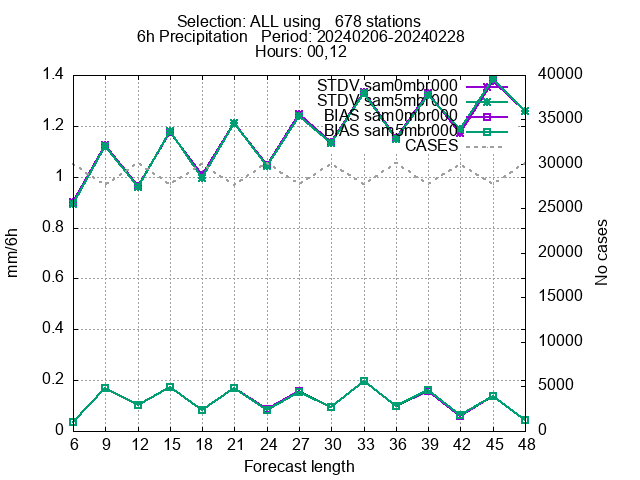 Selection: ALL using 678 stations
6h Precipitation Period: 20240206-20240228
Hours: 00,12
STDV sam0mbr000
STDV sam5mbr000
BIAS sam0mbr000
BIAS sam5mbr000
CASES
mm/6h
1.4
1.2
1
0.8
0.6
0.4
0.2
0
No cases
40000
35000
30000
25000
20000
15000
10000
5000
0
6 9 12 15 18 21 24 27 30 33 36 39 42 45 48
Forecast length